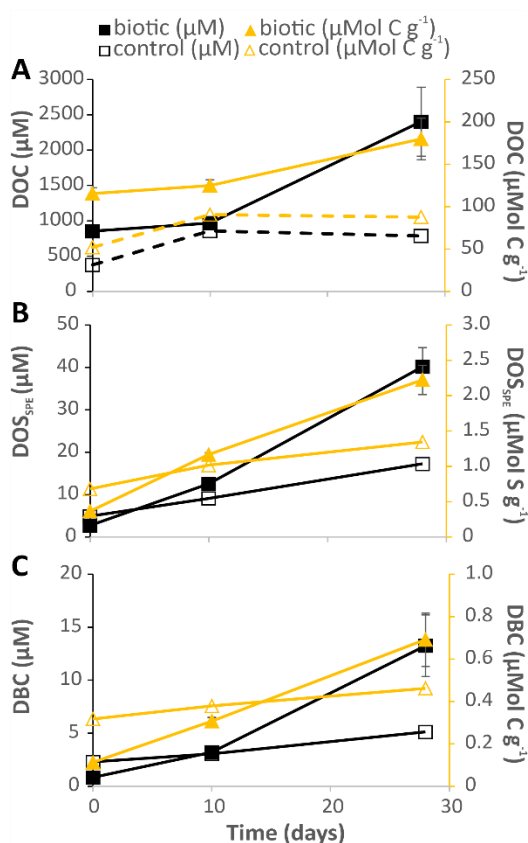 biotic (µM) biotic (µMol C g⁻¹)
control (µM) control (µMol C g⁻¹)
A
3000 250
2500 200
2000 150
1500 100
1000 50
500 0
0
DOC (µM)
DOC (µMol C g⁻¹)
B
50 3.0
40 2.5
30 2.0
20 1.5
10 1.0
0 0.5
0
DOS_SPE (µM)
DOS_SPE (µMol S g⁻¹)
C
20 1.0
15 0.8
10 0.6
5 0.4
0 0.2
0
DBC (µM)
DBC (µMol C g⁻¹)
0 10 20 30
Time (days)